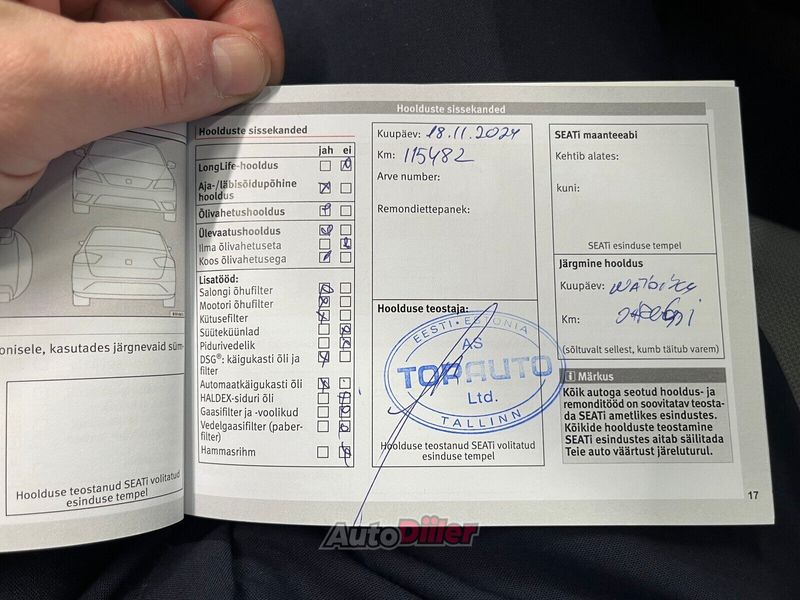 Hoolduste sissekanded
Hoolduste sissekanded
jah ei
LongLife-hooldus
Aja-/läbisõidupõhine
hooldus
Õlivahetushooldus
Ülevaatushooldus
Ilma õlivahetuseta
Koos õlivahetusega
Lisatööd:
Salongi õhufilter
Mootori õhufilter
Kütusefilter
Süüteküünlad
Pidurivedelik
DSG®: käigukasti õli ja
filter
Automaatkäigukasti õli
HALDEX-siduri õli
Gaasifilter ja -voolikud
Vedelgaasifilter (paber-
filter)
Hammasrihm
Kuupäev: 18.11.2024
Km: 115482
Arve number:
Remondiettepanek:
Hoolduse teostaja:
EESTI • ESTONIA
AS
TOPAUTO
Ltd.
TALLINN
Hoolduse teostanud SEATi volitatud
esinduse tempel
SEATi maanteeabi
Kehtib alates:
kuni:
SEATi esinduse tempel
Järgmine hooldus
Kuupäev:
Km:
(sõltuvalt sellest, kumb täitub varem)
i Märkus
Kõik autoga seotud hooldus- ja
remonditööd on soovitatav teosta-
da SEATi ametlikes esindustes.
Kõikide hoolduste teostamine
SEATi esindustes aitab säilitada
Teie auto väärtust järeluturul.
17
onisele, kasutades järgnevaid süm-
Hoolduse teostanud SEATi volitatud
esinduse tempel
AutoDiiler